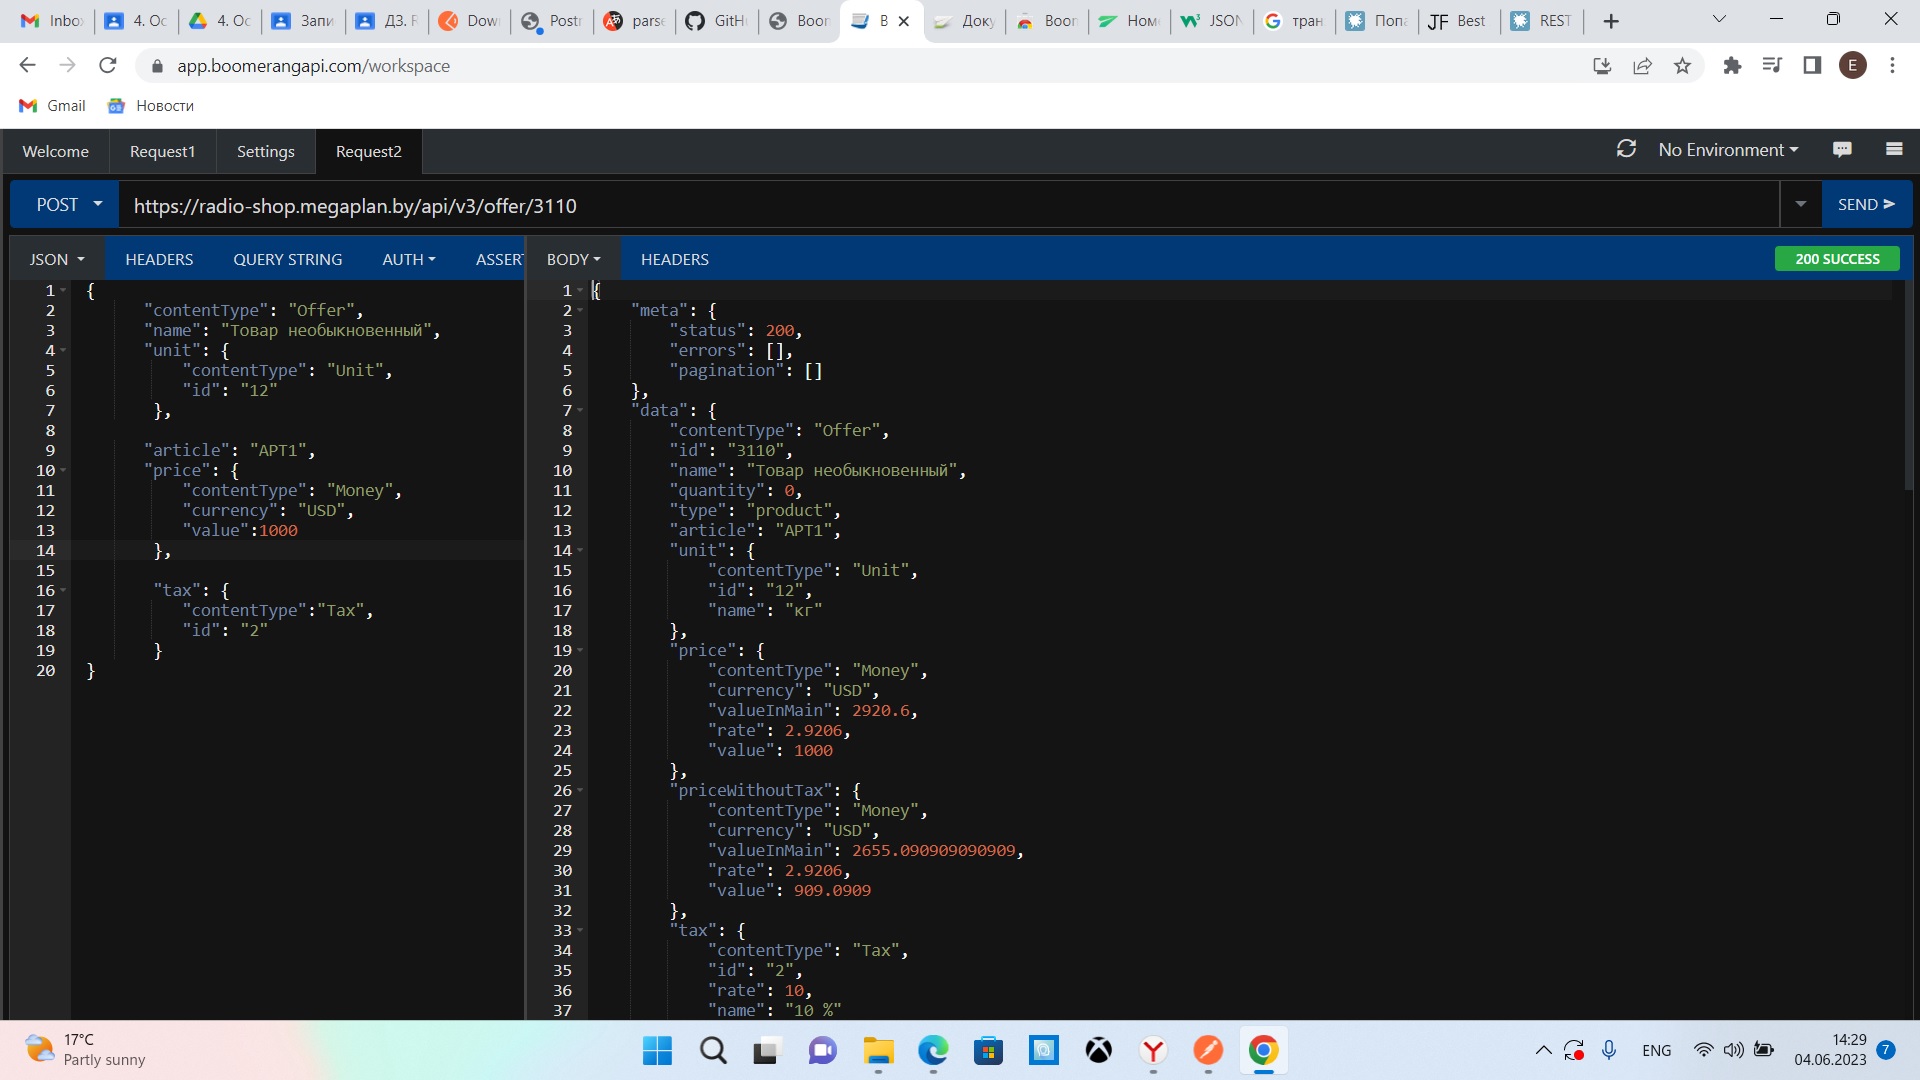 Inbo
4. Ос
4. Ос
Запи
ДЗ. R
Dow
Postr
parse
GitH
Boor
B
Доку
Boor
Ном
JSON
тран
Попа
JF Best
REST
app.boomerangapi.com/workspace
E
Gmail
Новости
Welcome
Request1
Settings
Request2
No Environment
POST
https://radio-shop.megaplan.by/api/v3/offer/3110
SEND
JSON
HEADERS
QUERY STRING
AUTH
ASSERT
1 {
2 "contentType": "Offer",
3 "name": "Товар необыкновенный",
4 "unit": {
5 "contentType": "Unit",
6 "id": "12"
7 },
8
9 "article": "АРТ1",
10 "price": {
11 "contentType": "Money",
12 "currency": "USD",
13 "value":1000
14 },
15
16 "tax": {
17 "contentType":"Tax",
18 "id": "2"
19 }
20 }
BODY
HEADERS
200 SUCCESS
1 {
2 "meta": {
3 "status": 200,
4 "errors": [],
5 "pagination": []
6 },
7 "data": {
8 "contentType": "Offer",
9 "id": "3110",
10 "name": "Товар необыкновенный",
11 "quantity": 0,
12 "type": "product",
13 "article": "АРТ1",
14 "unit": {
15 "contentType": "Unit",
16 "id": "12",
17 "name": "кг"
18 },
19 "price": {
20 "contentType": "Money",
21 "currency": "USD",
22 "valueInMain": 2920.6,
23 "rate": 2.9206,
24 "value": 1000
25 },
26 "priceWithoutTax": {
27 "contentType": "Money",
28 "currency": "USD",
29 "valueInMain": 2655.090909090909,
30 "rate": 2.9206,
31 "value": 909.0909
32 },
33 "tax": {
34 "contentType": "Tax",
35 "id": "2",
36 "rate": 10,
37 "name": "10 %"
17°C
Partly sunny
ENG
14:29
04.06.2023
7